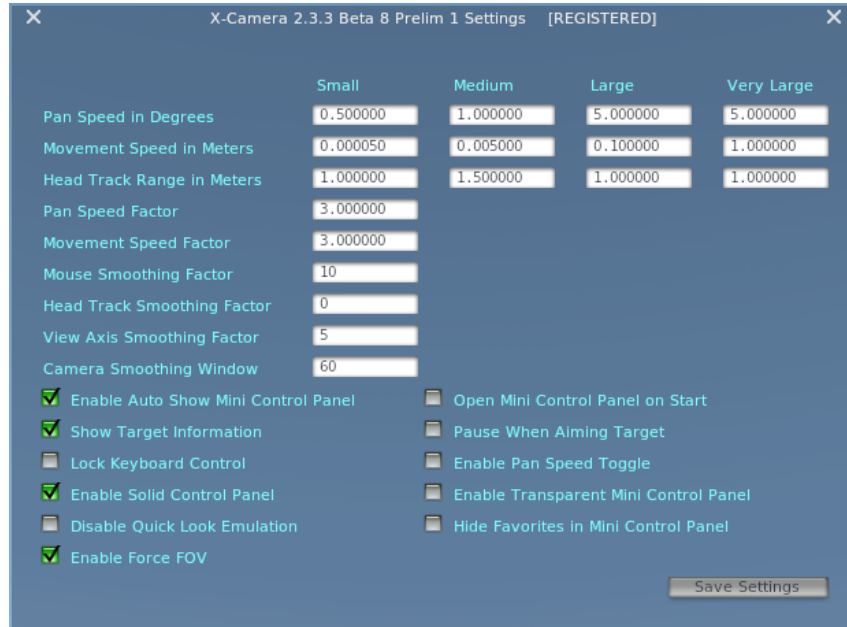 X-Camera 2.3.3 Beta 8 Prelim 1 Settings [REGISTERED]
Small Medium Large Very Large
Pan Speed in Degrees 0.500000 1.000000 5.000000 5.000000
Movement Speed in Meters 0.000050 0.005000 0.100000 1.000000
Head Track Range in Meters 1.000000 1.500000 1.000000 1.000000
Pan Speed Factor 3.000000
Movement Speed Factor 3.000000
Mouse Smoothing Factor 10
Head Track Smoothing Factor 0
View Axis Smoothing Factor 5
Camera Smoothing Window 60
Enable Auto Show Mini Control Panel Open Mini Control Panel on Start
Show Target Information Pause When Aiming Target
Lock Keyboard Control Enable Pan Speed Toggle
Enable Solid Control Panel Enable Transparent Mini Control Panel
Disable Quick Look Emulation Hide Favorites in Mini Control Panel
Enable Force FOV
Save Settings